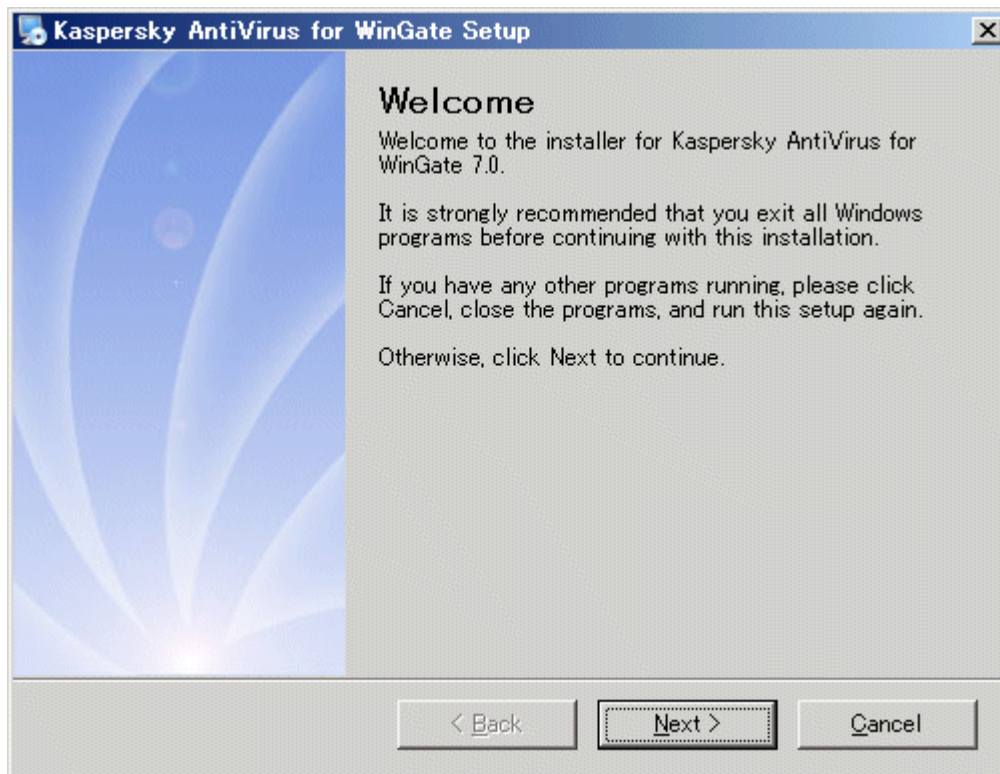 Kaspersky AntiVirus for WinGate Setup
Welcome
Welcome to the installer for Kaspersky AntiVirus for
WinGate 7.0.
It is strongly recommended that you exit all Windows
programs before continuing with this installation.
If you have any other programs running, please click
Cancel, close the programs, and run this setup again.
Otherwise, click Next to continue.
< Back
Next >
Cancel